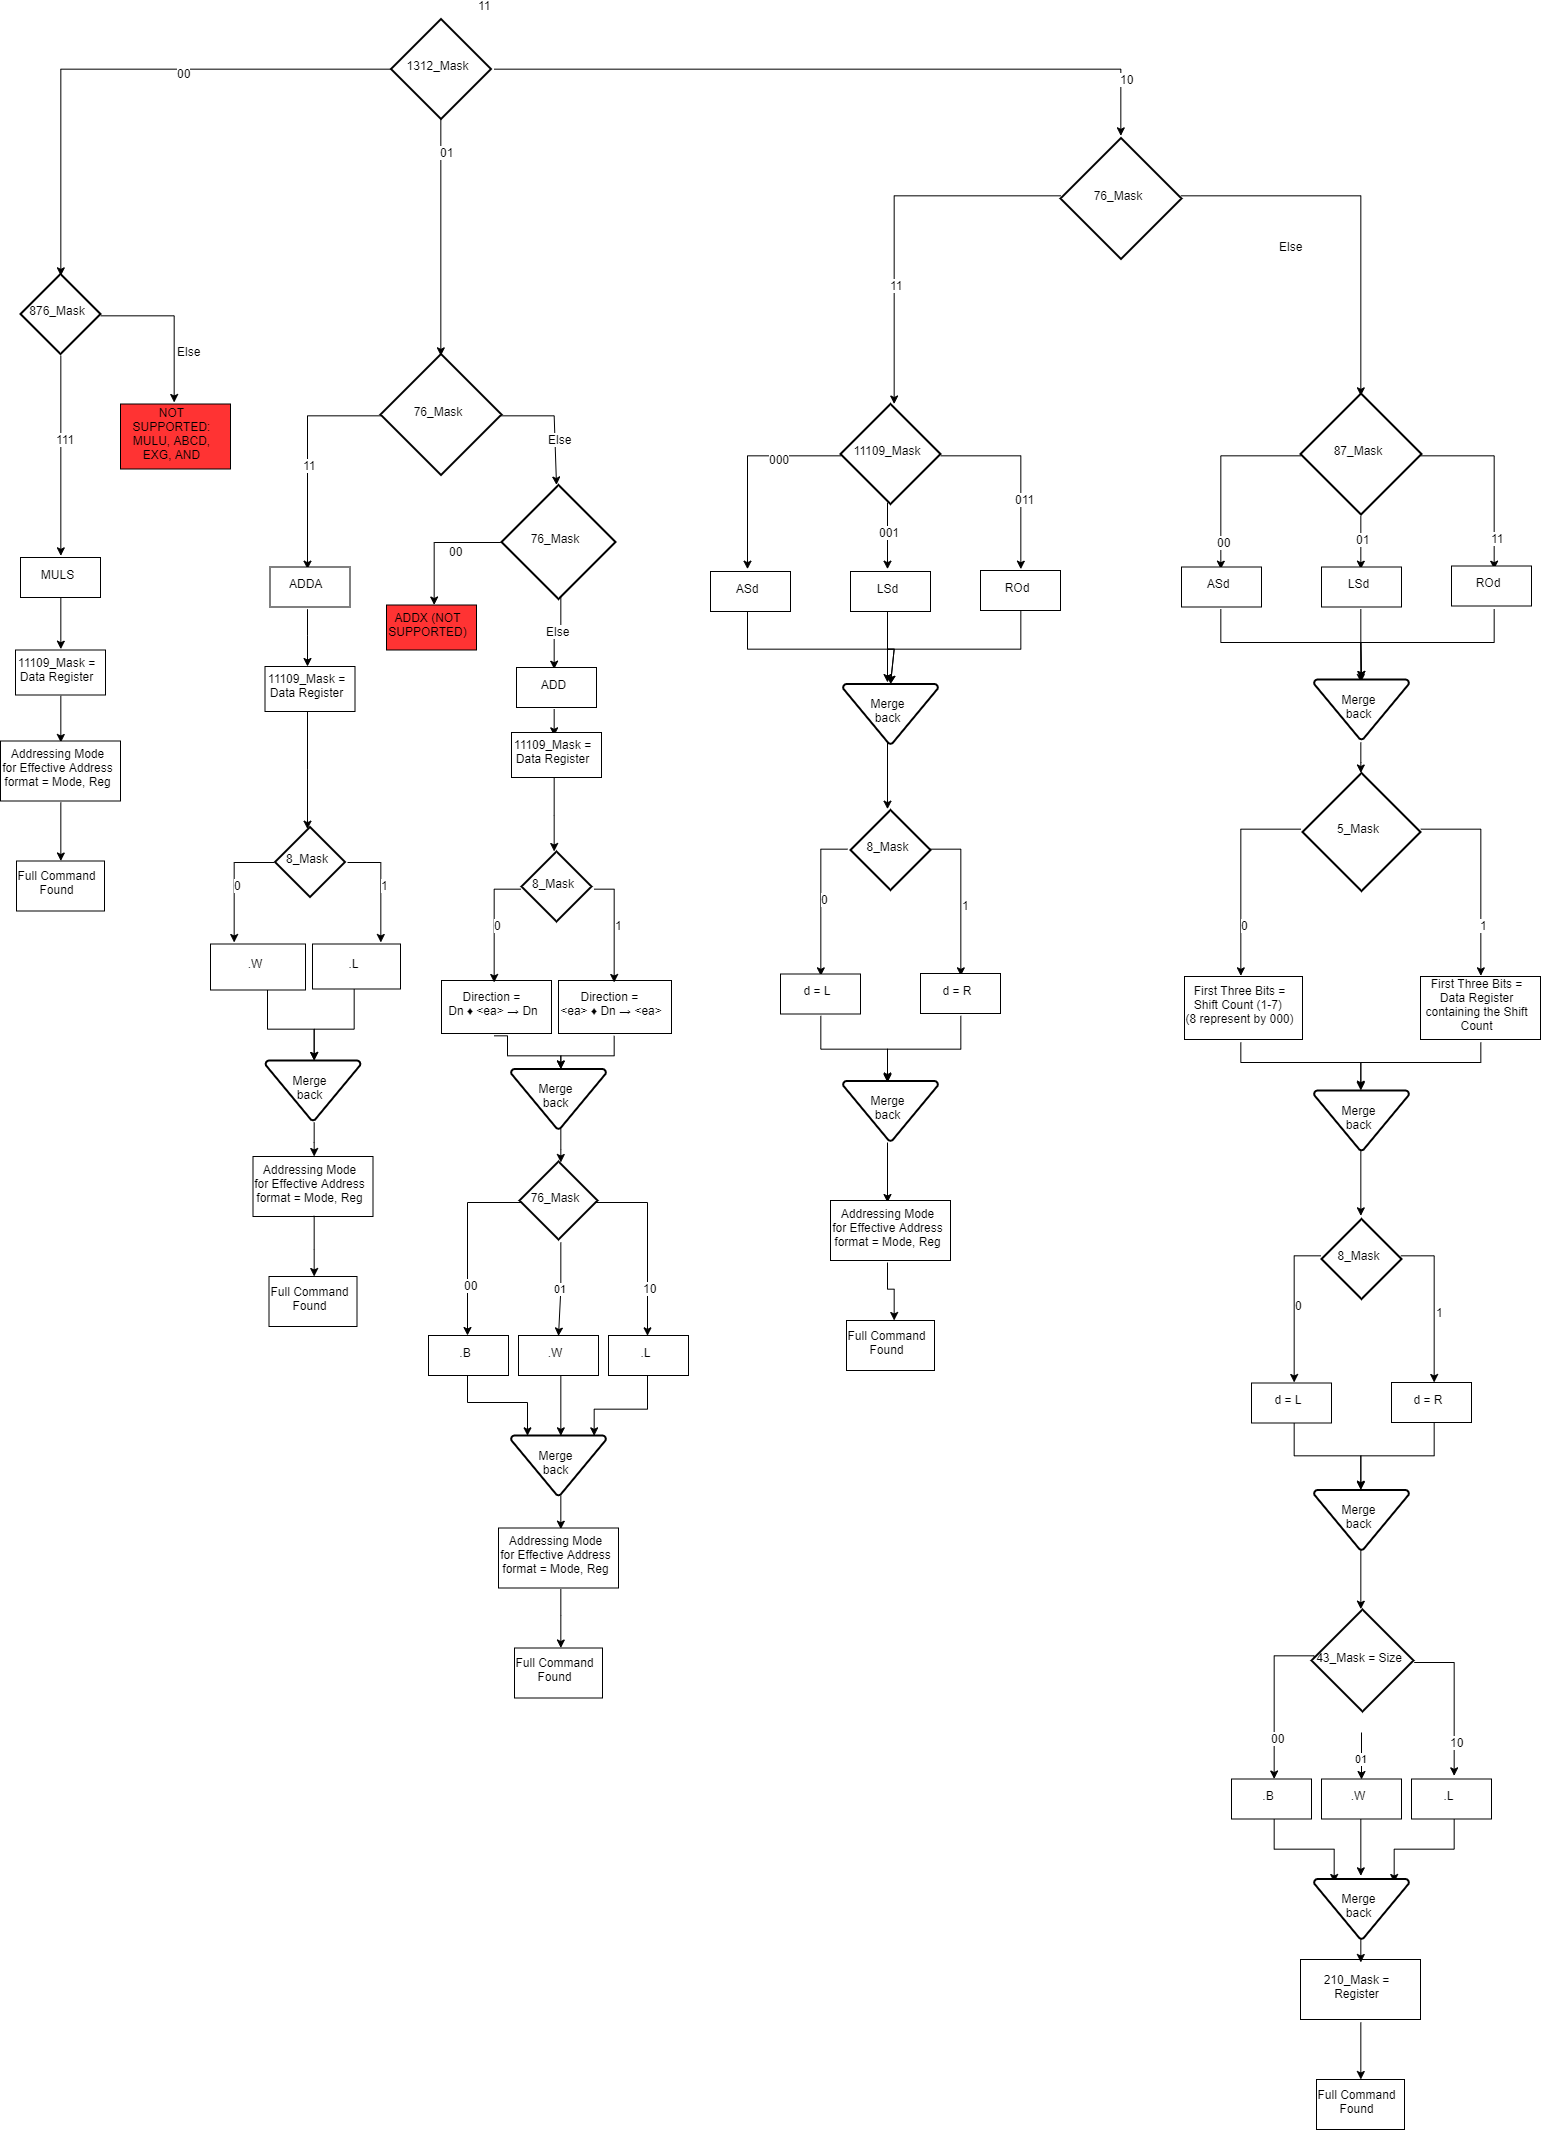 11
1312_Mask
00
01
10
76_Mask
Else
11
876_Mask
Else
111
NOT
SUPPORTED:
MULU, ABCD,
EXG, AND
MULS
11109_Mask =
Data Register
Addressing Mode
for Effective Address
format = Mode, Reg
Full Command
Found
76_Mask
11
Else
ADDA
11109_Mask =
Data Register
8_Mask
0
1
.W
.L
Merge
back
Addressing Mode
for Effective Address
format = Mode, Reg
Full Command
Found
76_Mask
00
ADDX (NOT
SUPPORTED)
Else
ADD
11109_Mask =
Data Register
8_Mask
0
1
Direction =
Dn ♦ <ea> → Dn
Direction =
<ea> ♦ Dn → <ea>
Merge
back
76_Mask
00
01
10
.B
.W
.L
Merge
back
Addressing Mode
for Effective Address
format = Mode, Reg
Full Command
Found
11109_Mask
000
001
011
ASd
LSd
ROd
Merge
back
8_Mask
0
1
d = L
d = R
Merge
back
Addressing Mode
for Effective Address
format = Mode, Reg
Full Command
Found
87_Mask
00
01
11
ASd
LSd
ROd
Merge
back
5_Mask
0
1
First Three Bits =
Shift Count (1-7)
(8 represent by 000)
First Three Bits =
Data Register
containing the Shift
Count
Merge
back
8_Mask
0
1
d = L
d = R
Merge
back
43_Mask = Size
00
01
10
.B
.W
.L
Merge
back
210_Mask =
Register
Full Command
Found